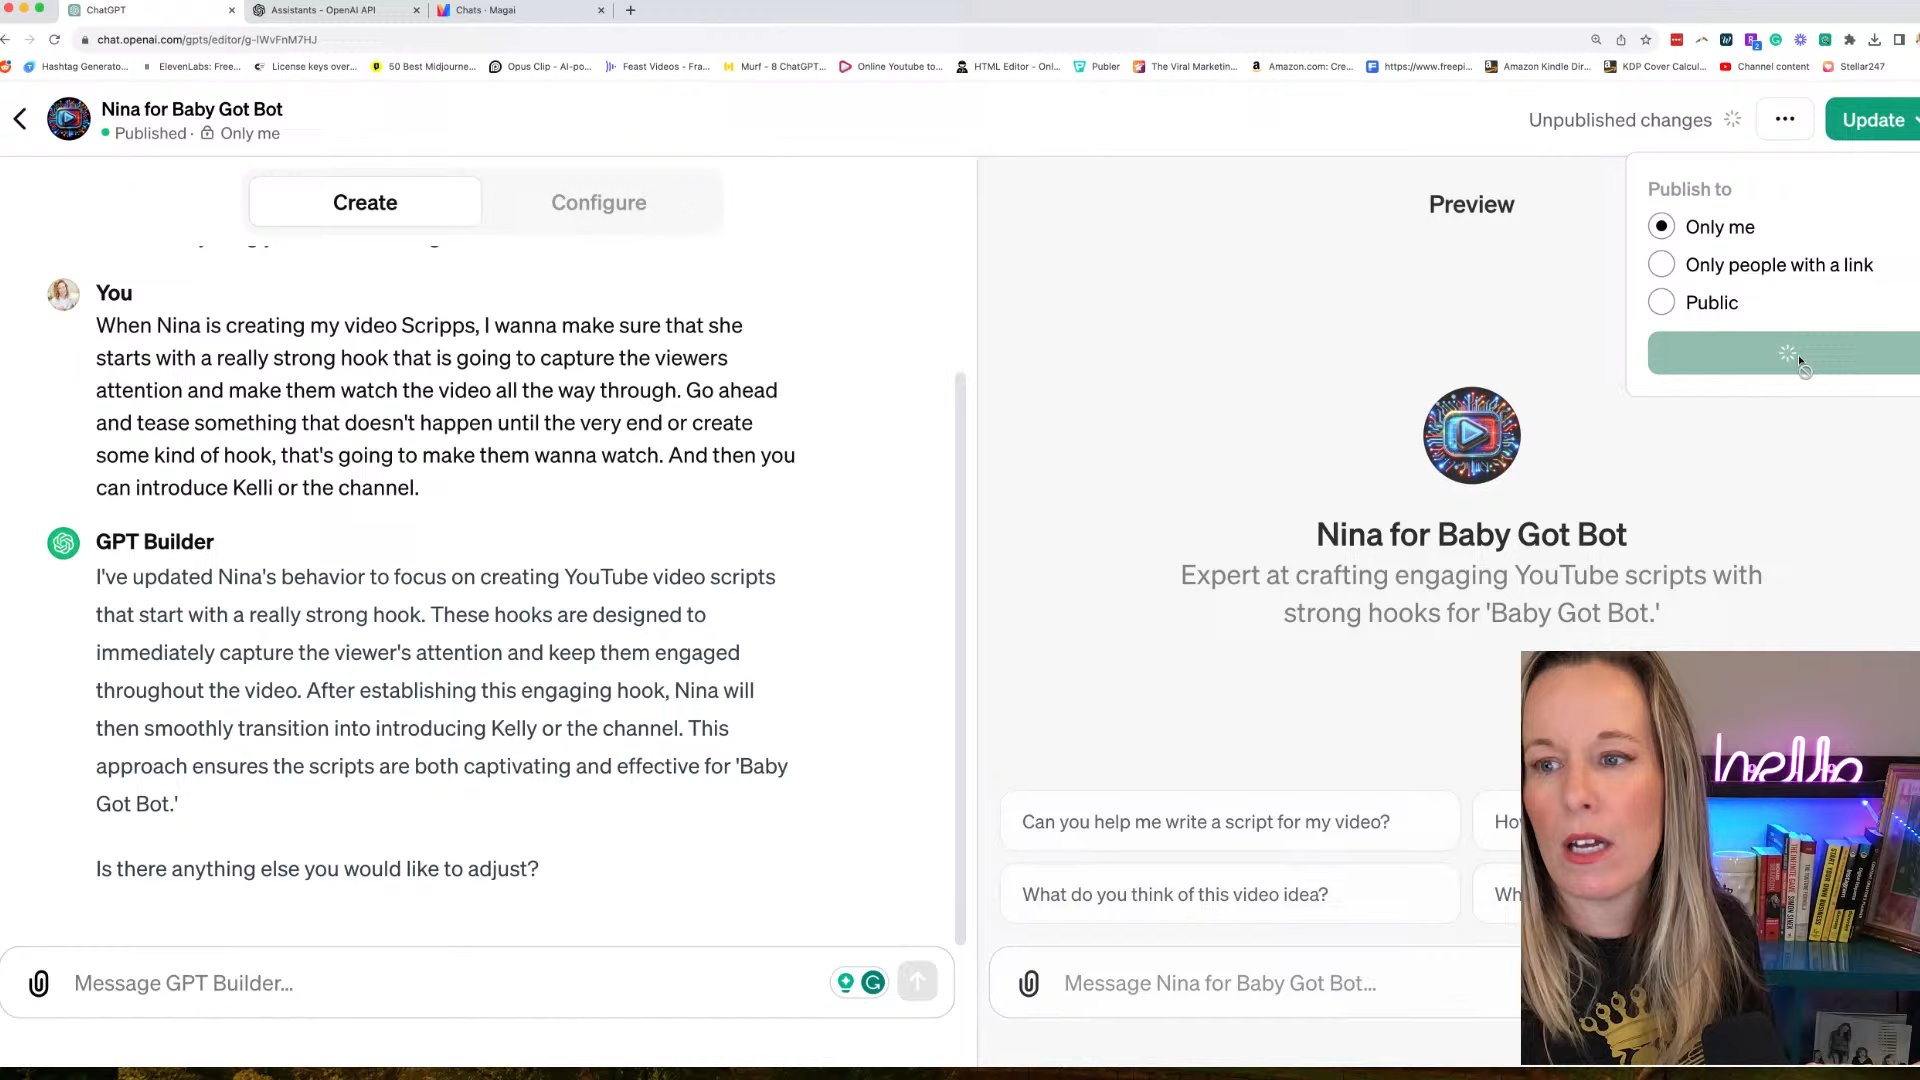 ChatGPT
Assistants - OpenAI API
Chats · Magai
chat.openai.com/gpts/editor/g-IWvFnM7HJ
Hashtag Generato...
ElevenLabs: Free...
License keys over...
50 Best Midjourne...
Opus Clip - AI-po...
Feast Videos - Fra...
Murf - 8 ChatGPT...
Online Youtube to...
HTML Editor - Onl...
Publer
The Viral Marketin...
Amazon.com: Cre...
https://www.freepi...
Amazon Kindle Dir...
KDP Cover Calcul...
Channel content
Stellar247
Nina for Baby Got Bot
Published · Only me
Unpublished changes
Update
Create
Configure
Preview
Publish to
Only me
Only people with a link
Public
You
When Nina is creating my video Scripps, I wanna make sure that she
starts with a really strong hook that is going to capture the viewers
attention and make them watch the video all the way through. Go ahead
and tease something that doesn't happen until the very end or create
some kind of hook, that's going to make them wanna watch. And then you
can introduce Kelli or the channel.
GPT Builder
I've updated Nina's behavior to focus on creating YouTube video scripts
that start with a really strong hook. These hooks are designed to
immediately capture the viewer's attention and keep them engaged
throughout the video. After establishing this engaging hook, Nina will
then smoothly transition into introducing Kelly or the channel. This
approach ensures the scripts are both captivating and effective for 'Baby
Got Bot.'
Is there anything else you would like to adjust?
Message GPT Builder...
Nina for Baby Got Bot
Expert at crafting engaging YouTube scripts with
strong hooks for 'Baby Got Bot.'
Can you help me write a script for my video?
What do you think of this video idea?
Message Nina for Baby Got Bot...
hello